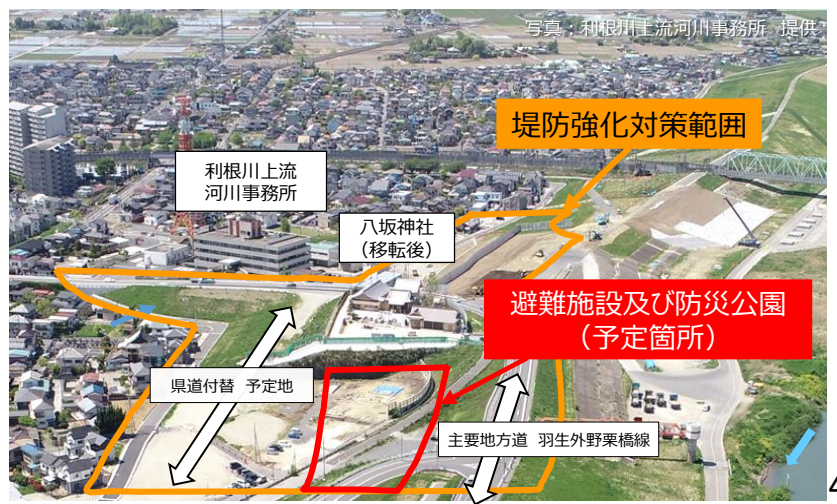 写真：利根川上流河川事務所 提供
堤防強化対策範囲
利根川上流
河川事務所
八坂神社
（移転後）
避難施設及び防災公園
（予定箇所）
県道付替 予定地
主要地方道 羽生外野栗橋線